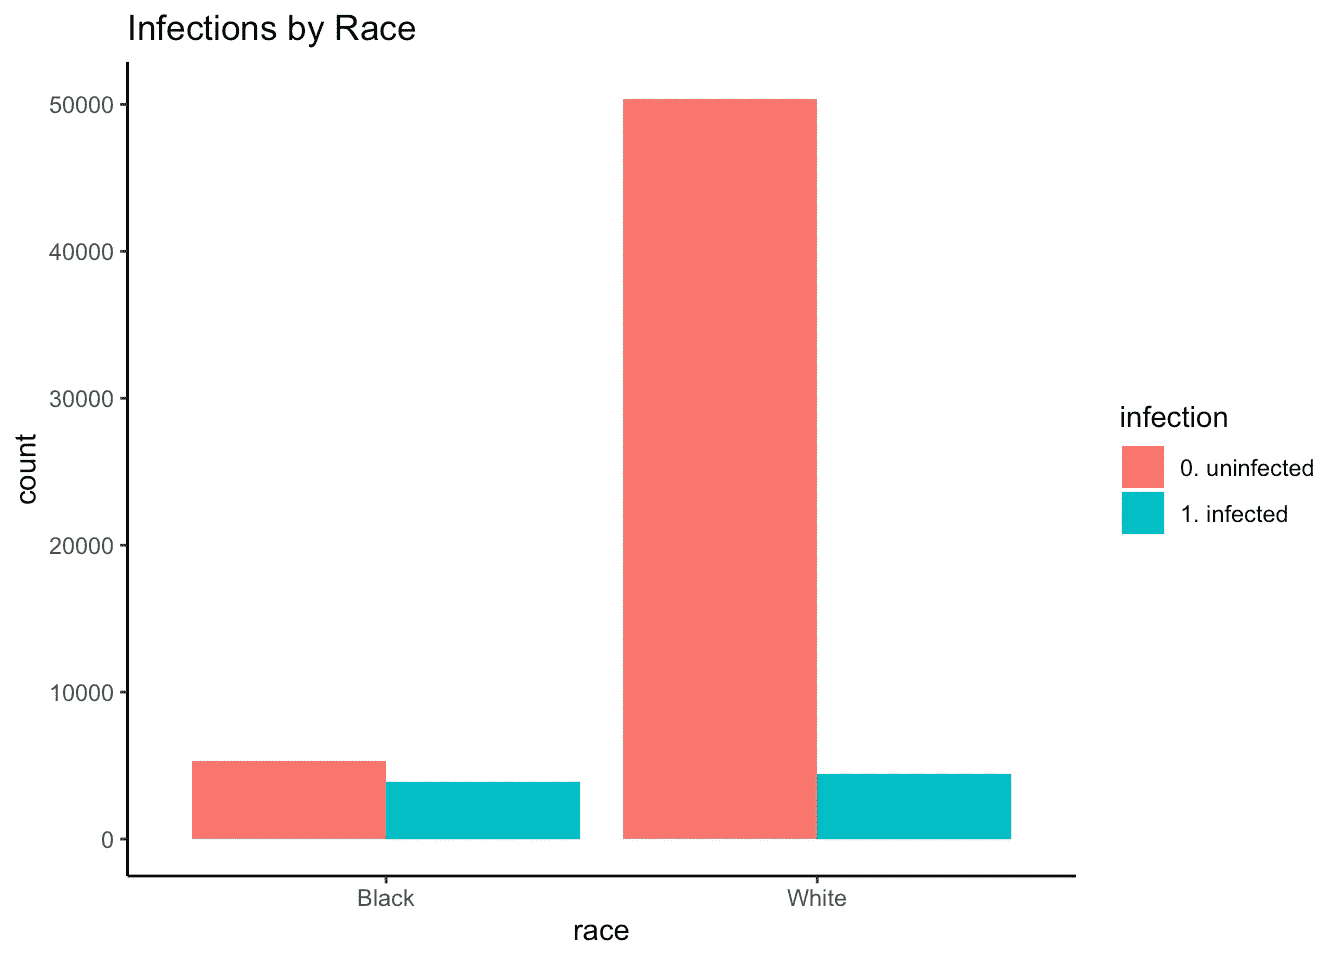 Infections by Race
count
50000
40000
30000
20000
10000
0
Black
White
race
infection
0. uninfected
1. infected